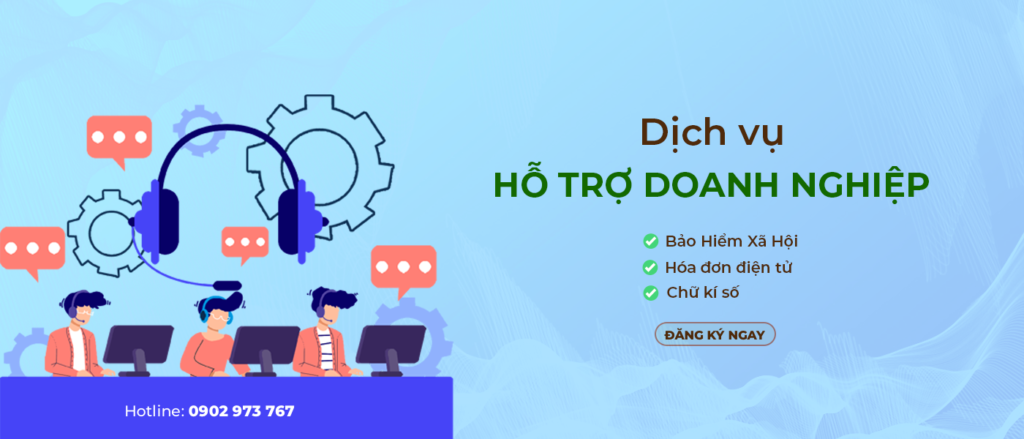 Dịch vụ
HỖ TRỢ DOANH NGHIỆP
Bảo Hiểm Xã Hội
Hóa đơn điện tử
Chữ kí số
ĐĂNG KÝ NGAY
Hotline: 0902 973 767